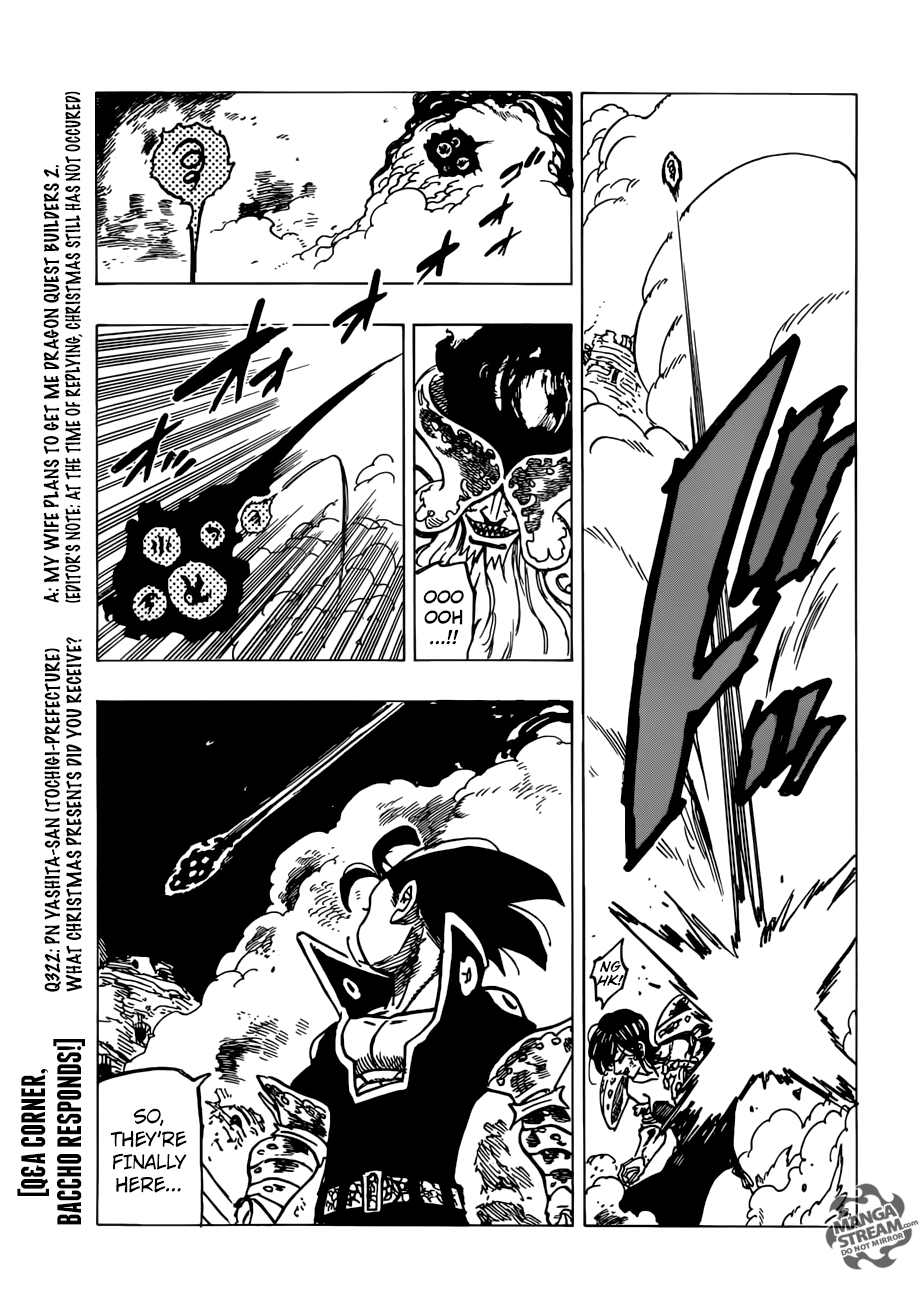 NG
HK!
OOO
OOH
...!!
SO,
THEY'RE
FINALLY
HERE...
[Q&A CORNER,
BACCHO RESPONDS!]
Q322: PN YASHITA-SAN (TOCHIGI-PREFECTURE)
WHAT CHRISTMAS PRESENTS DID YOU RECEIVE?
A: MY WIFE PLANS TO GET ME DRAGON QUEST BUILDERS 2.
(EDITOR'S NOTE: AT THE TIME OF REPLYING, CHRISTMAS STILL HAS NOT OCCURED)
MANGA
STREAM.com
DO NOT MIRROR